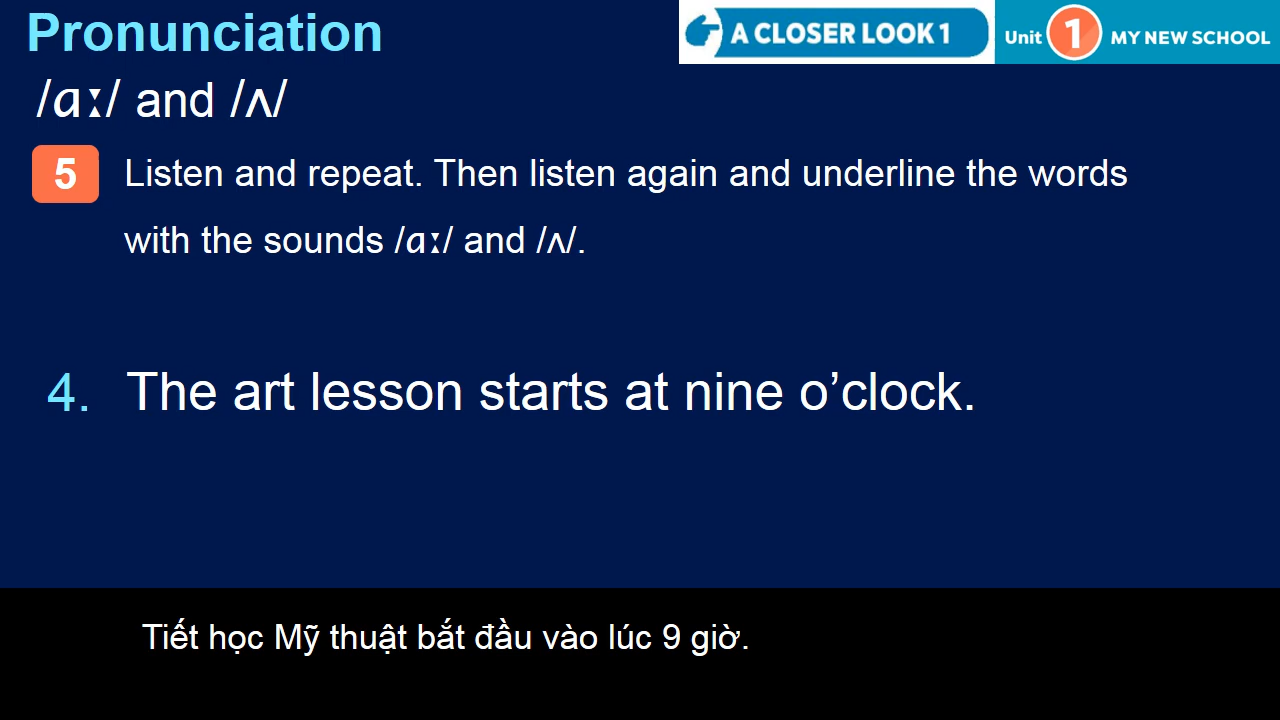 Pronunciation
A CLOSER LOOK 1
Unit 1 MY NEW SCHOOL
/ɑː/ and /ʌ/
5 Listen and repeat. Then listen again and underline the words
with the sounds /ɑː/ and /ʌ/.
4. The art lesson starts at nine o’clock.
Tiết học Mỹ thuật bắt đầu vào lúc 9 giờ.